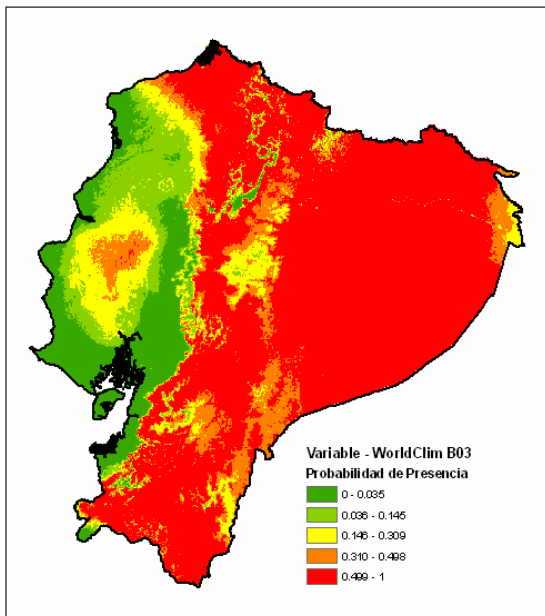 Variable - WorldClim B03
Probabilidad de Presencia
0 - 0.035
0.036 - 0.145
0.146 - 0.309
0.310 - 0.498
0.499 - 1